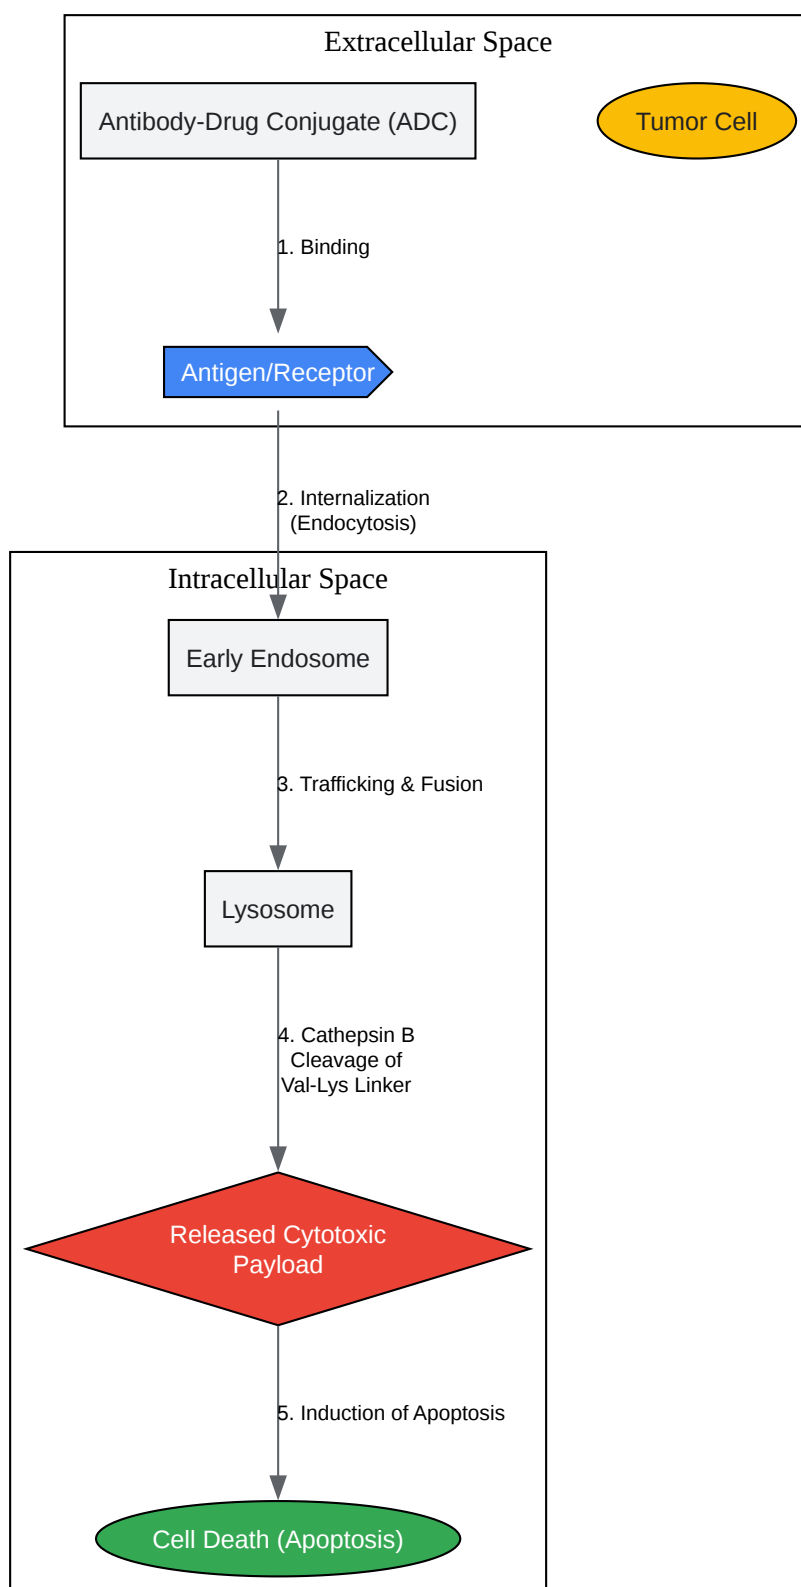 Extracellular Space
Antibody-Drug Conjugate (ADC)
Tumor Cell
1. Binding
Antigen/Receptor
2. Internalization
(Endocytosis)
Intracellular Space
Early Endosome
3. Trafficking & Fusion
Lysosome
4. Cathepsin B
Cleavage of
Val-Lys Linker
Released Cytotoxic
Payload
5. Induction of Apoptosis
Cell Death (Apoptosis)